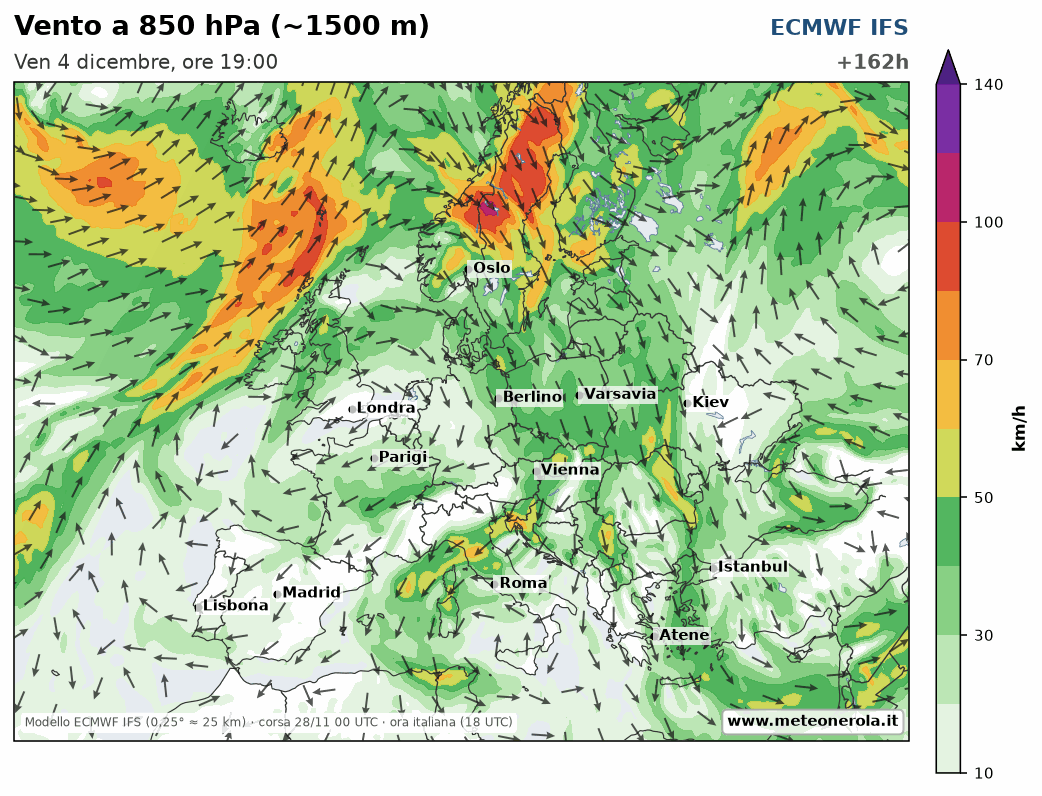 Vento a 850 hPa (~1500 m)
ECMWF IFS
Ven 4 dicembre, ore 19:00
+162h
140
100
70
50
30
10
km/h
Oslo
Berlino
Varsavia
Kiev
Londra
Parigi
Vienna
Istanbul
Roma
Madrid
Lisbona
Atene
Modello ECMWF IFS (0,25° ≈ 25 km) · corsa 28/11 00 UTC · ora italiana (18 UTC)
www.meteonerola.it